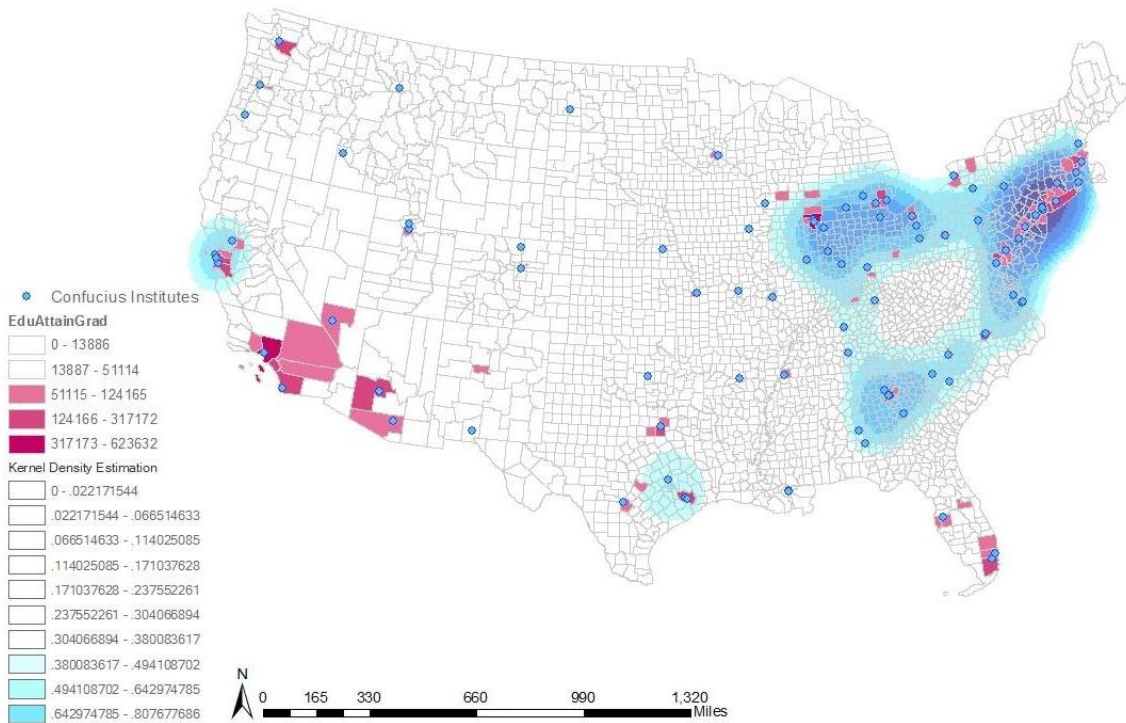 Confucius Institutes
EduAttainGrad
0 - 13886
13887 - 51114
51115 - 124165
124166 - 317172
317173 - 623632
Kernel Density Estimation
0 - .022171544
.022171544 - .066514633
.066514633 - .114025085
.114025085 - .171037628
.171037628 - .237552261
.237552261 - .304066894
.304066894 - .380083617
.380083617 - .494108702
.494108702 - .642974785
.642974785 - .807677686
N
0 165 330 660 990 1,320
Miles